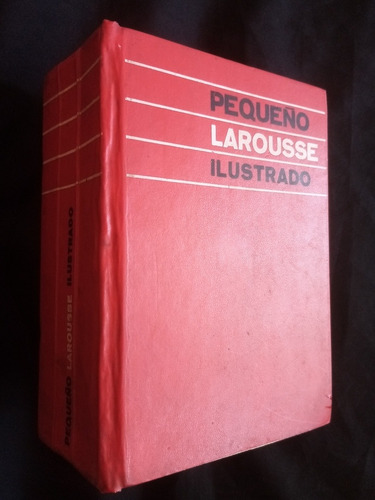 PEQUEÑO
LAROUSSE
ILUSTRADO
PEQUEÑO LAROUSSE ILUSTRADO